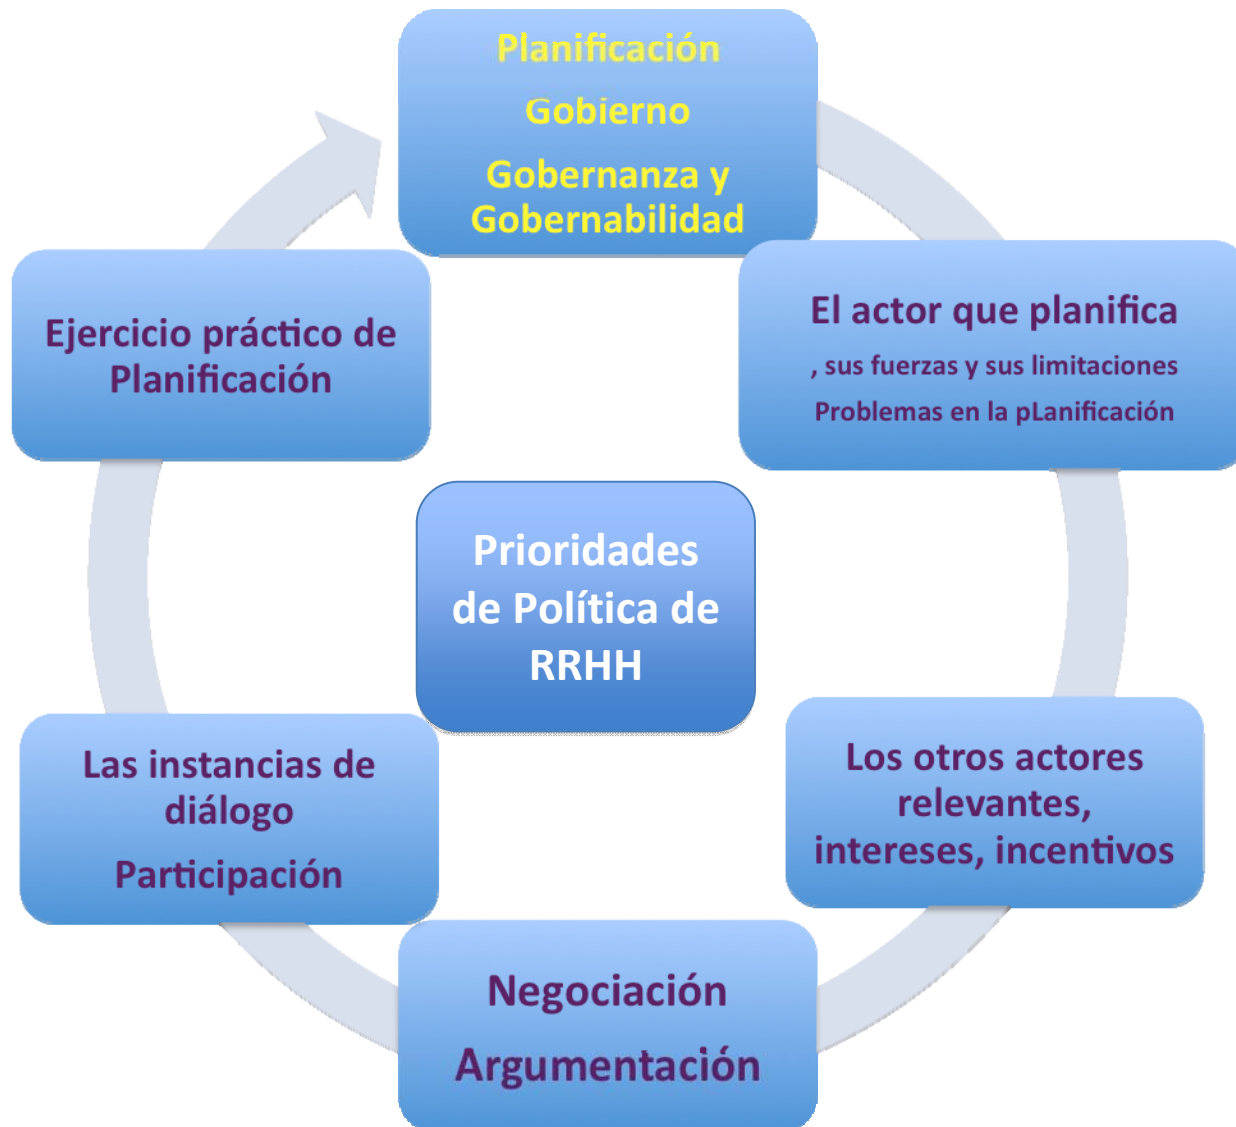 Planificación
Gobierno
Gobernanza y
Gobernabilidad
El actor que planifica
, sus fuerzas y sus limitaciones
Problemas en la pLanificación
Los otros actores
relevantes,
intereses, incentivos
Negociación
Argumentación
Las instancias de
diálogo
Participación
Ejercicio práctico de
Planificación
Prioridades
de Política de
RRHH